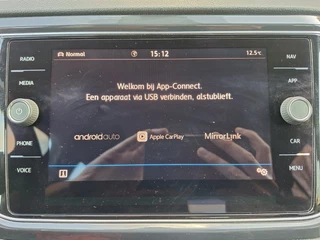 RADIO
MEDIA
PHONE
VOICE
Normal 15:12 12.5°C
Welkom bij App-Connect.
Een apparaat via USB verbinden, alstublieft.
androidauto Apple CarPlay MirrorLink
NAV
APP
CAR
MENU